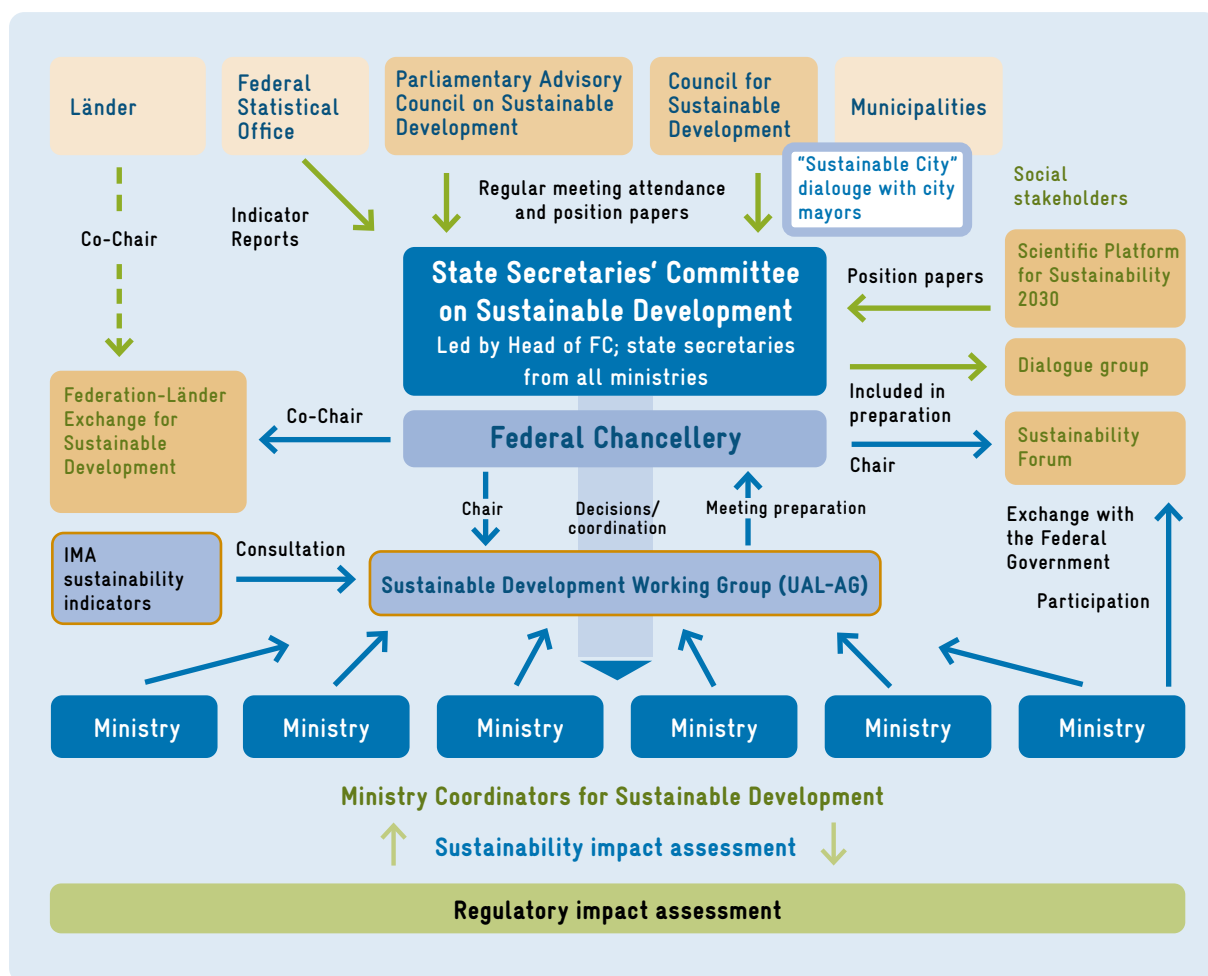 Länder
Federal
Statistical
Office
Parliamentary Advisory
Council on Sustainable
Development
Council for
Sustainable
Development
Municipalities
"Sustainable City"
dialouge with city
mayors
Social
stakeholders
Co-Chair
Indicator
Reports
Regular meeting attendance
and position papers
State Secretaries' Committee
on Sustainable Development
Led by Head of FC; state secretaries
from all ministries
Position papers
Scientific Platform
for Sustainability
2030
Dialogue group
Included in
preparation
Federation-Länder
Exchange for
Sustainable
Development
Co-Chair
Federal Chancellery
Chair
Sustainability
Forum
Chair
Decisions/
coordination
Meeting preparation
Exchange with
the Federal
Government
Participation
IMA
sustainability
indicators
Consultation
Sustainable Development Working Group (UAL-AG)
Ministry
Ministry
Ministry
Ministry
Ministry
Ministry
Ministry Coordinators for Sustainable Development
Sustainability impact assessment
Regulatory impact assessment